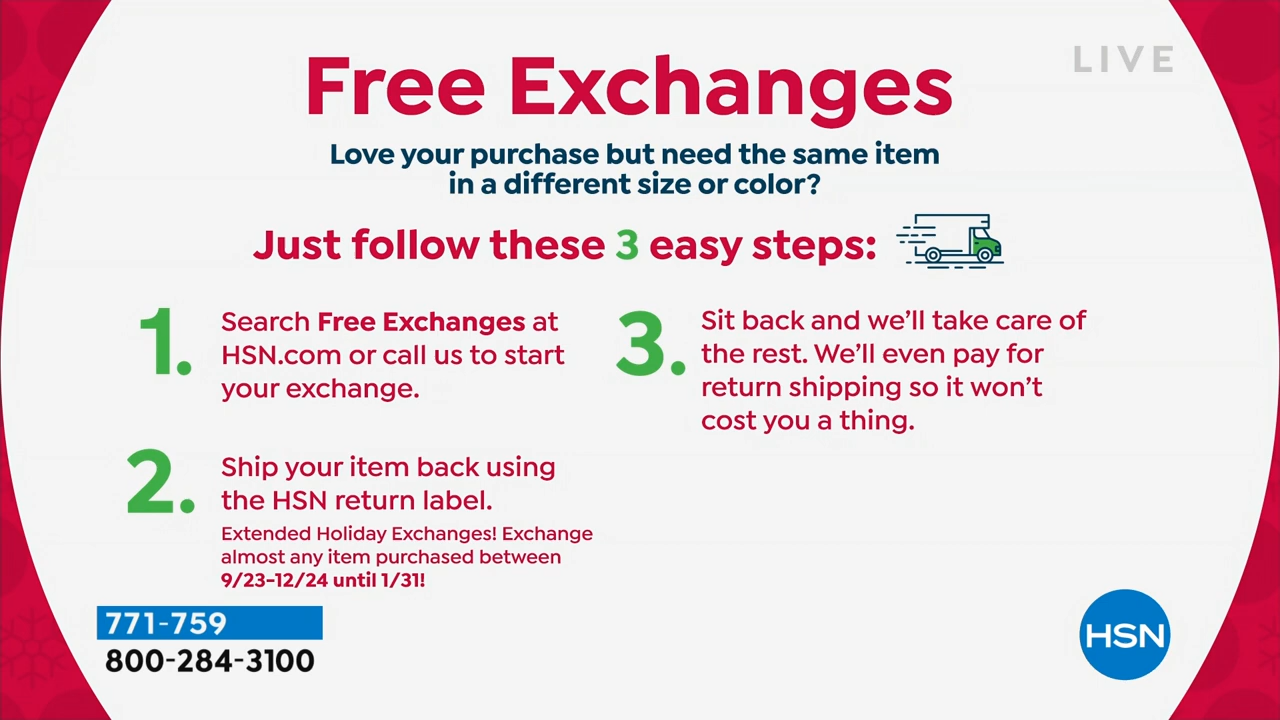 LIVE
Free Exchanges
Love your purchase but need the same item
in a different size or color?
Just follow these 3 easy steps:
1. Search Free Exchanges at
HSN.com or call us to start
your exchange.
2. Ship your item back using
the HSN return label.
Extended Holiday Exchanges! Exchange
almost any item purchased between
9/23-12/24 until 1/31!
3. Sit back and we’ll take care of
the rest. We’ll even pay for
return shipping so it won’t
cost you a thing.
771-759
800-284-3100
HSN